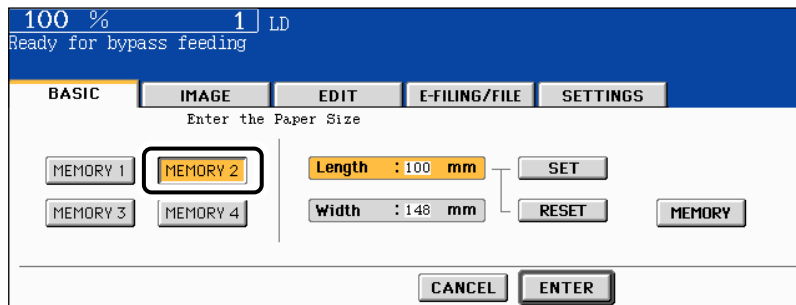 100 % 1 LD
Ready for bypass feeding
BASIC IMAGE EDIT E-FILING/FILE SETTINGS
Enter the Paper Size
MEMORY 1 MEMORY 2 Length :100 mm SET
MEMORY 3 MEMORY 4 Width :148 mm RESET MEMORY
CANCEL ENTER